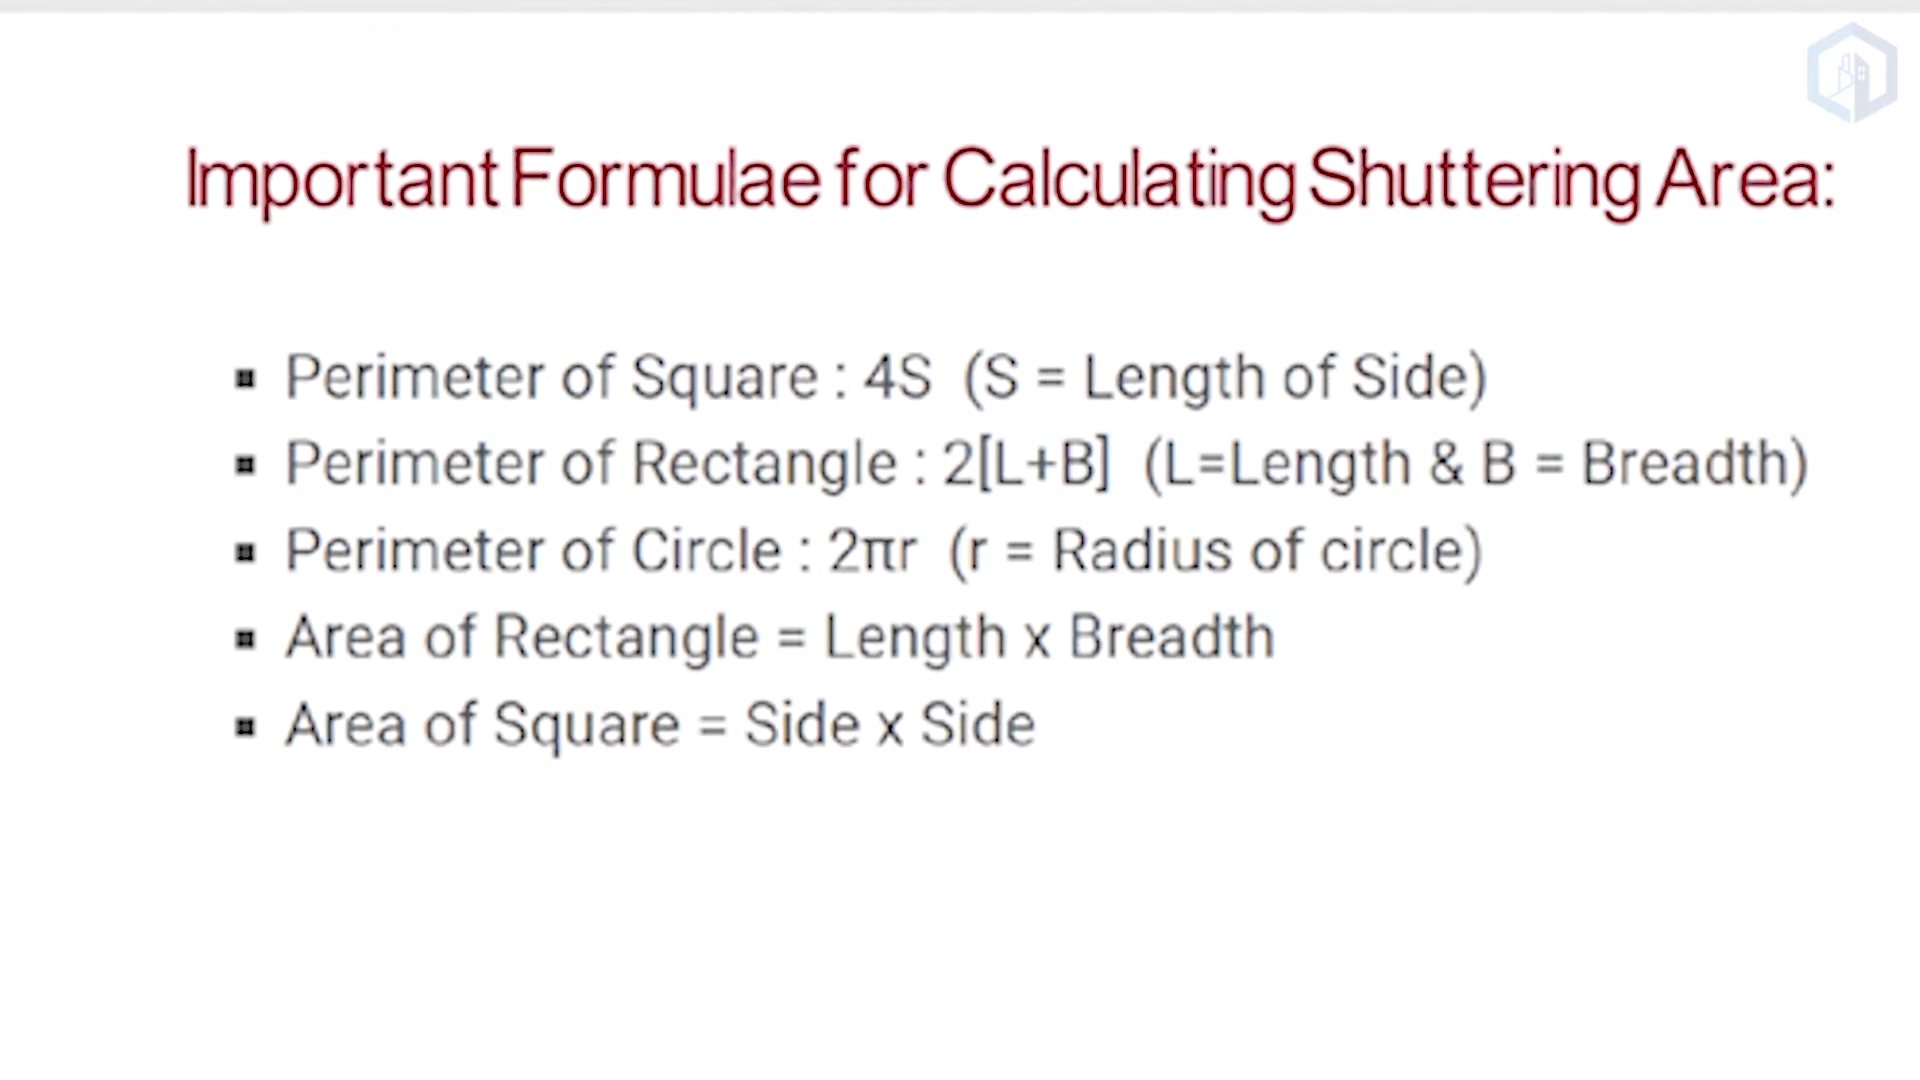 Important Formulae for Calculating Shuttering Area:
▪ Perimeter of Square : 4S (S = Length of Side)
▪ Perimeter of Rectangle : 2[L+B] (L=Length & B = Breadth)
▪ Perimeter of Circle : 2πr (r = Radius of circle)
▪ Area of Rectangle = Length x Breadth
▪ Area of Square = Side x Side